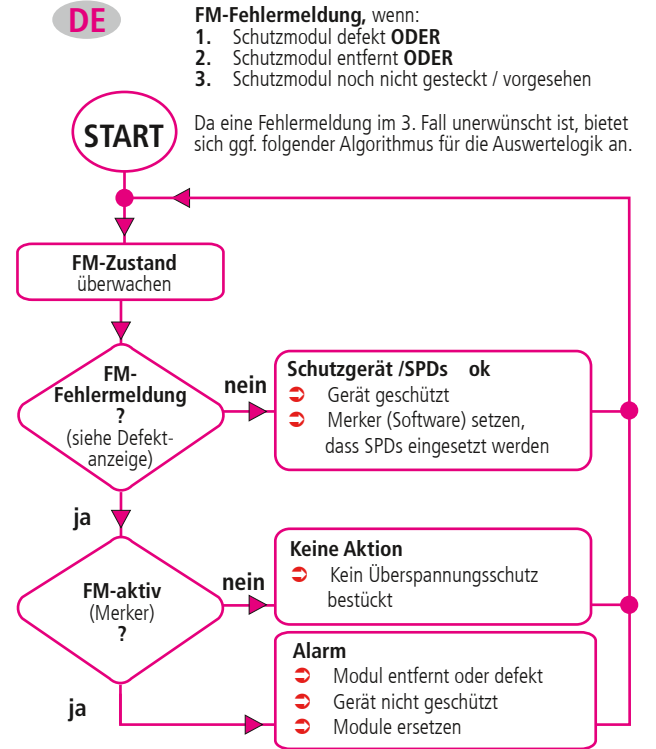 DE
FM-Fehlermeldung, wenn:
1. Schutzmodul defekt ODER
2. Schutzmodul entfernt ODER
3. Schutzmodul noch nicht gesteckt / vorgesehen
Da eine Fehlermeldung im 3. Fall unerwünscht ist, bietet
sich ggf. folgender Algorithmus für die Auswertelogik an.
START
FM-Zustand
überwachen
FM-
Fehlermeldung
?
(siehe Defekt-
anzeige)
nein
Schutzgerät /SPDs ok
➲ Gerät geschützt
➲ Merker (Software) setzen,
dass SPDs eingesetzt werden
ja
FM-aktiv
(Merker)
?
nein
Keine Aktion
➲ Kein Überspannungsschutz
bestückt
ja
Alarm
➲ Modul entfernt oder defekt
➲ Gerät nicht geschützt
➲ Module ersetzen